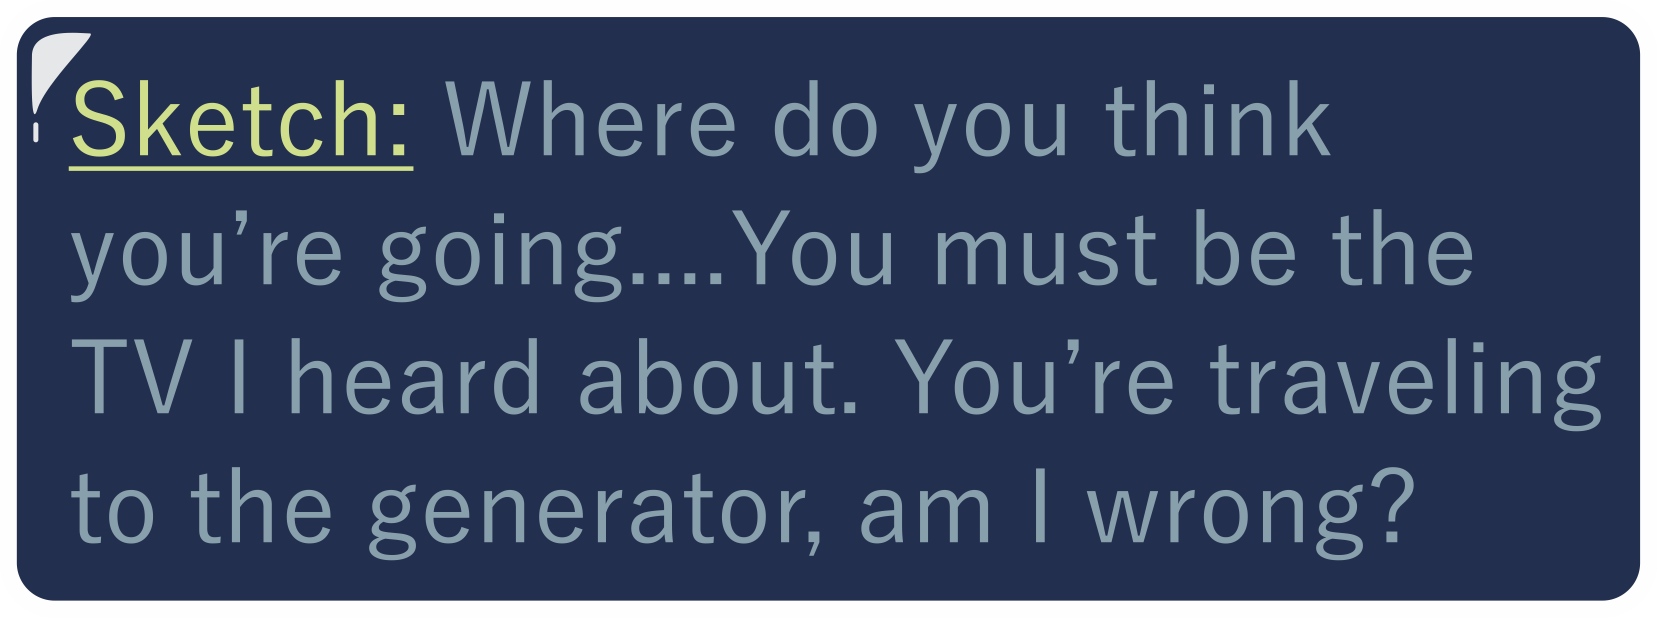 Sketch: Where do you think
you’re going....You must be the
TV I heard about. You’re traveling
to the generator, am I wrong?